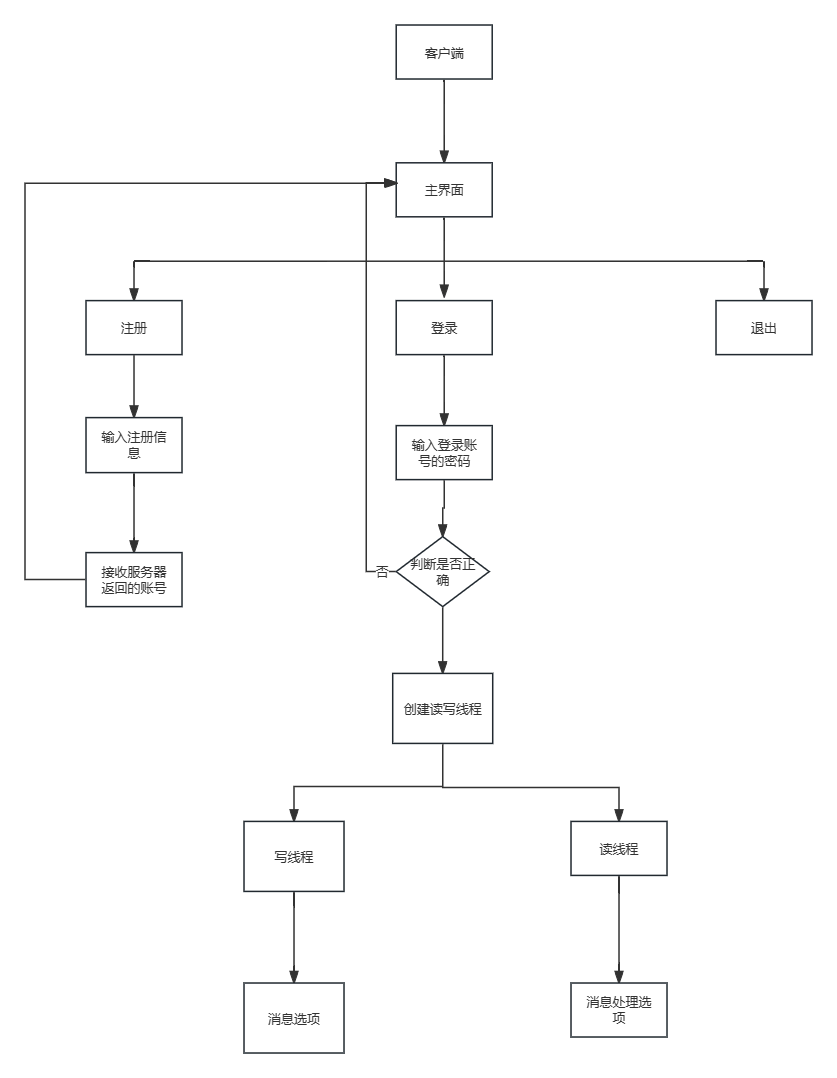 客户端
主界面
注册
登录
退出
输入注册信
息
输入登录账
号的密码
接收服务器
返回的账号
否
判断是否正
确
创建读写线程
写线程
读线程
消息选项
消息处理选
项